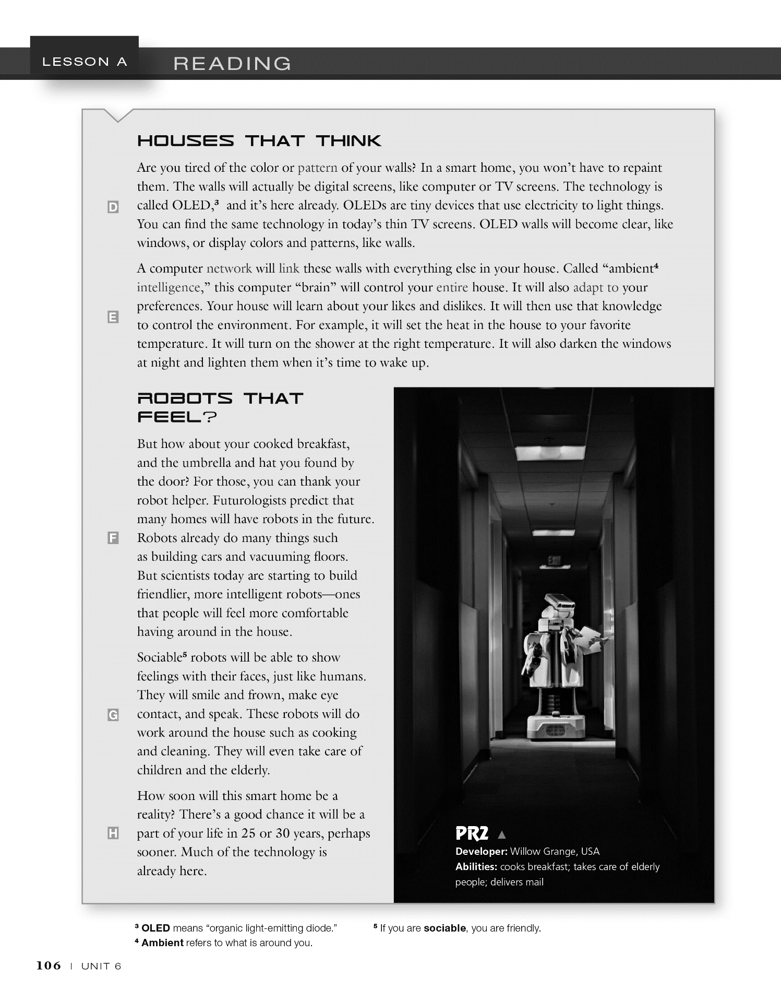 LESSON A
READING
HOUSES THAT THINK
Are you tired of the color or pattern of your walls? In a smart home, you won't have to repaint
them. The walls will actually be digital screens, like computer or TV screens. The technology is
D
called OLED,³ and it's here already. OLEDs are tiny devices that use electricity to light things.
You can find the same technology in today's thin TV screens. OLED walls will become clear, like
windows, or display colors and patterns, like walls.
A computer network will link these walls with everything else in your house. Called “ambient⁴
intelligence,” this computer “brain” will control your entire house. It will also adapt to your
preferences. Your house will learn about your likes and dislikes. It will then use that knowledge
E
to control the environment. For example, it will set the heat in the house to your favorite
temperature. It will turn on the shower at the right temperature. It will also darken the windows
at night and lighten them when it's time to wake up.
ROBOTS THAT
FEEL?
But how about your cooked breakfast,
and the umbrella and hat you found by
the door? For those, you can thank your
robot helper. Futurologists predict that
many homes will have robots in the future.
F
Robots already do many things such
as building cars and vacuuming floors.
But scientists today are starting to build
friendlier, more intelligent robots—ones
that people will feel more comfortable
having around in the house.
Sociable⁵ robots will be able to show
feelings with their faces, just like humans.
They will smile and frown, make eye
G
contact, and speak. These robots will do
work around the house such as cooking
and cleaning. They will even take care of
children and the elderly.
How soon will this smart home be a
reality? There's a good chance it will be a
H
part of your life in 25 or 30 years, perhaps
sooner. Much of the technology is
already here.
PR2 ▲
Developer: Willow Grange, USA
Abilities: cooks breakfast; takes care of elderly
people; delivers mail
³ OLED means “organic light-emitting diode.”
⁴ Ambient refers to what is around you.
⁵ If you are sociable, you are friendly.
106 | UNIT 6